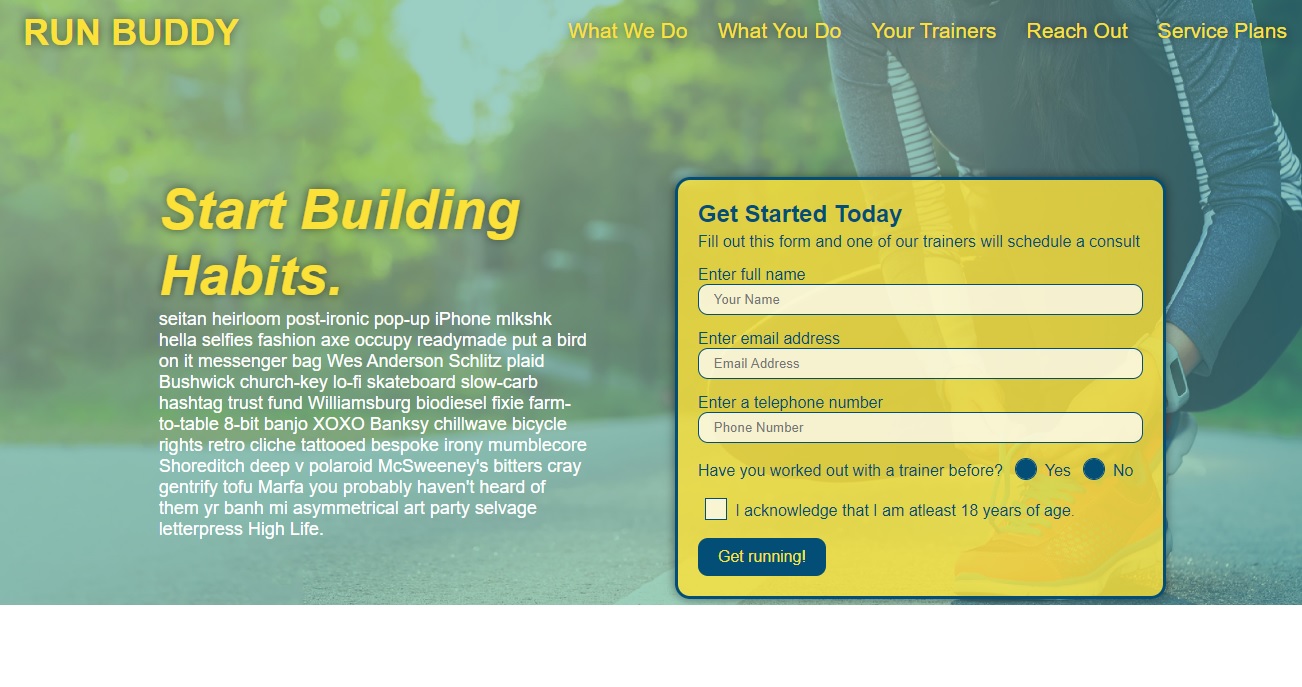 RUN BUDDY
What We Do What You Do Your Trainers Reach Out Service Plans
Start Building
Habits.
seitan heirloom post-ironic pop-up iPhone mlkshk
hella selfies fashion axe occupy readymade put a bird
on it messenger bag Wes Anderson Schlitz plaid
Bushwick church-key lo-fi skateboard slow-carb
hashtag trust fund Williamsburg biodiesel fixie farm-
to-table 8-bit banjo XOXO Banksy chillwave bicycle
rights retro cliche tattooed bespoke irony mumblecore
Shoreditch deep v polaroid McSweeney's bitters cray
gentrify tofu Marfa you probably haven't heard of
them yr banh mi asymmetrical art party selvage
letterpress High Life.
Get Started Today
Fill out this form and one of our trainers will schedule a consult
Enter full name
Your Name
Enter email address
Email Address
Enter a telephone number
Phone Number
Have you worked out with a trainer before? Yes No
I acknowledge that I am atleast 18 years of age.
Get running!